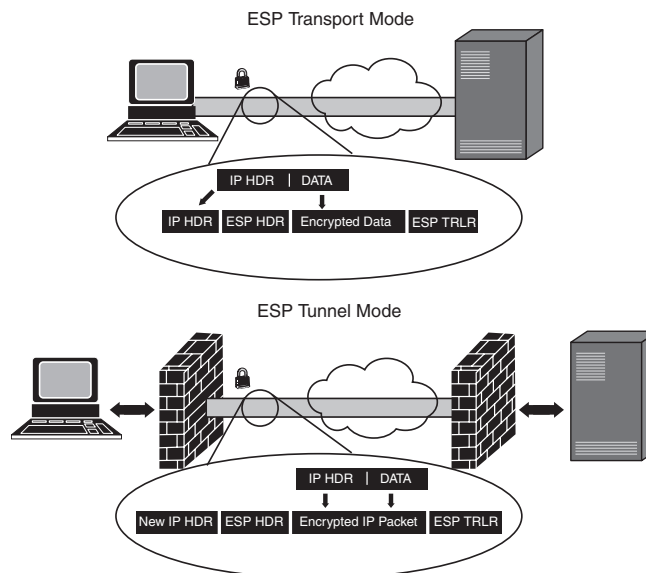 ESP Transport Mode
IP HDR | DATA
IP HDR ESP HDR Encrypted Data ESP TRLR
ESP Tunnel Mode
IP HDR | DATA
New IP HDR ESP HDR Encrypted IP Packet ESP TRLR